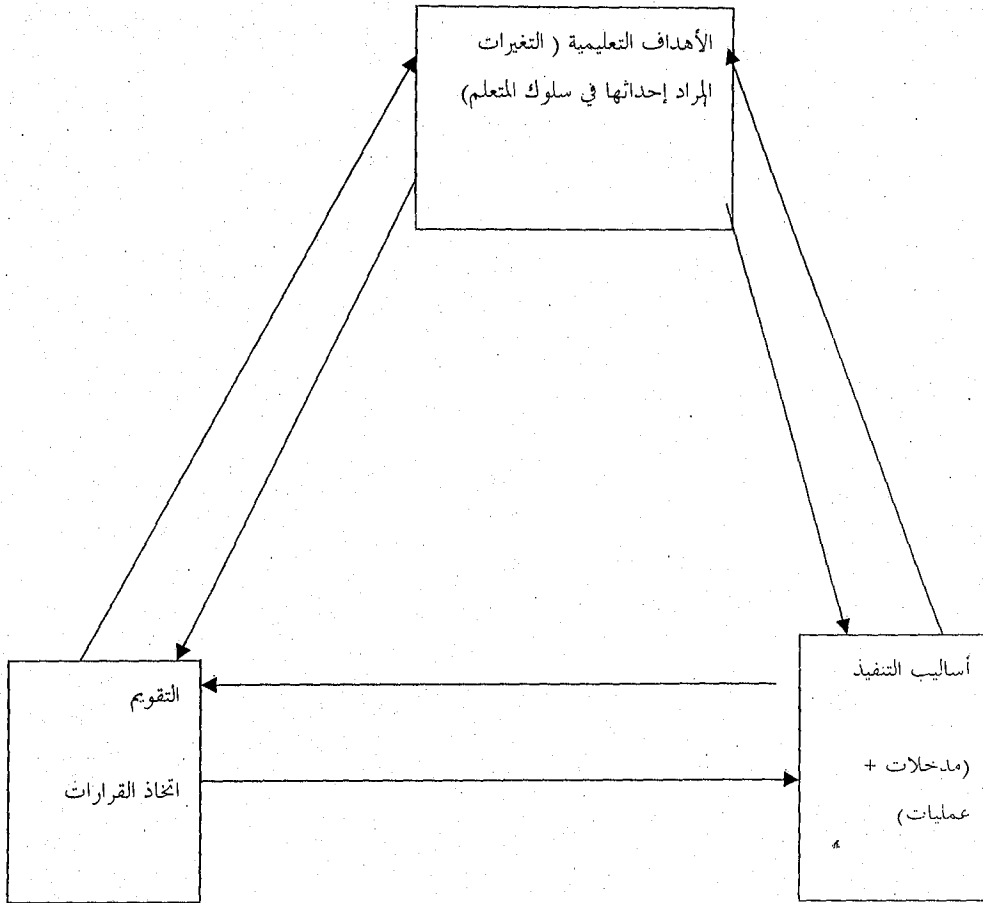 الأهداف التعليمية ( التغيرات
المراد إحداثها في سلوك المتعلم)
أساليب التنفيذ
(مدخلات +
عمليات)
التقويم
اتخاذ القرارات